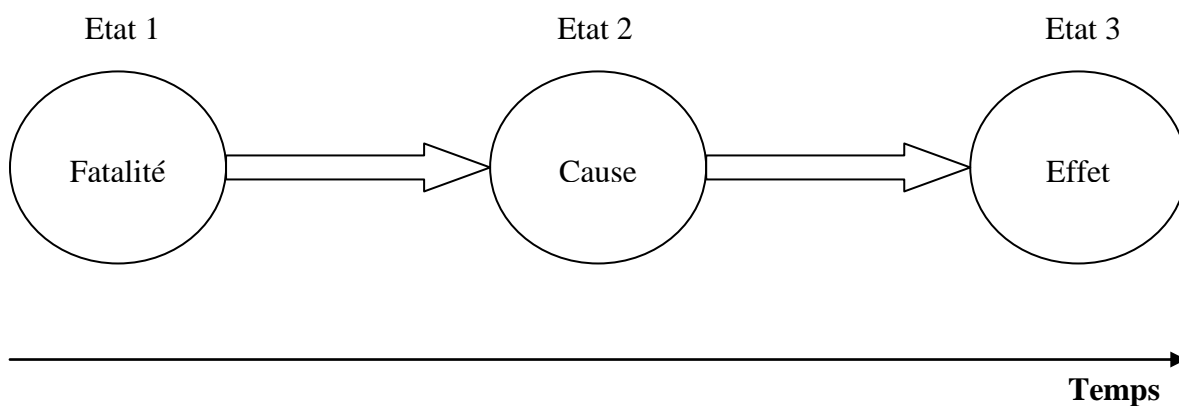 Etat 1
Etat 2
Etat 3
Fatalité
Cause
Effet
Temps